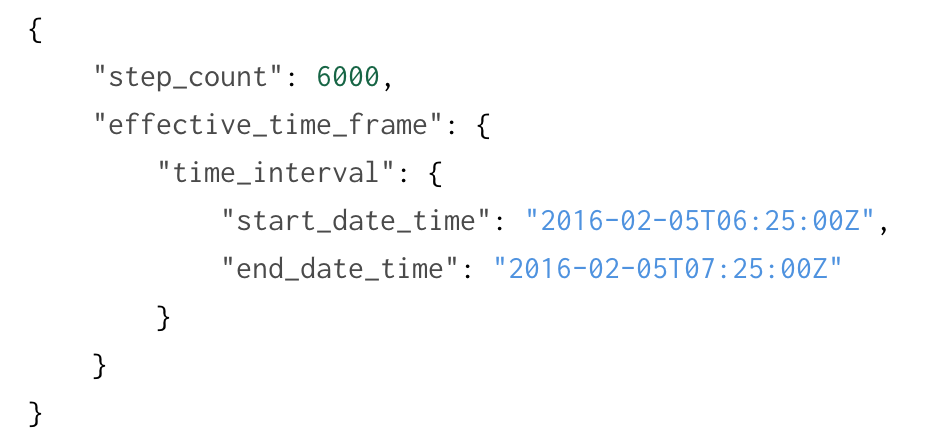 {
    "step_count": 6000,
    "effective_time_frame": {
        "time_interval": {
            "start_date_time": "2016-02-05T06:25:00Z",
            "end_date_time": "2016-02-05T07:25:00Z"
        }
    }
}